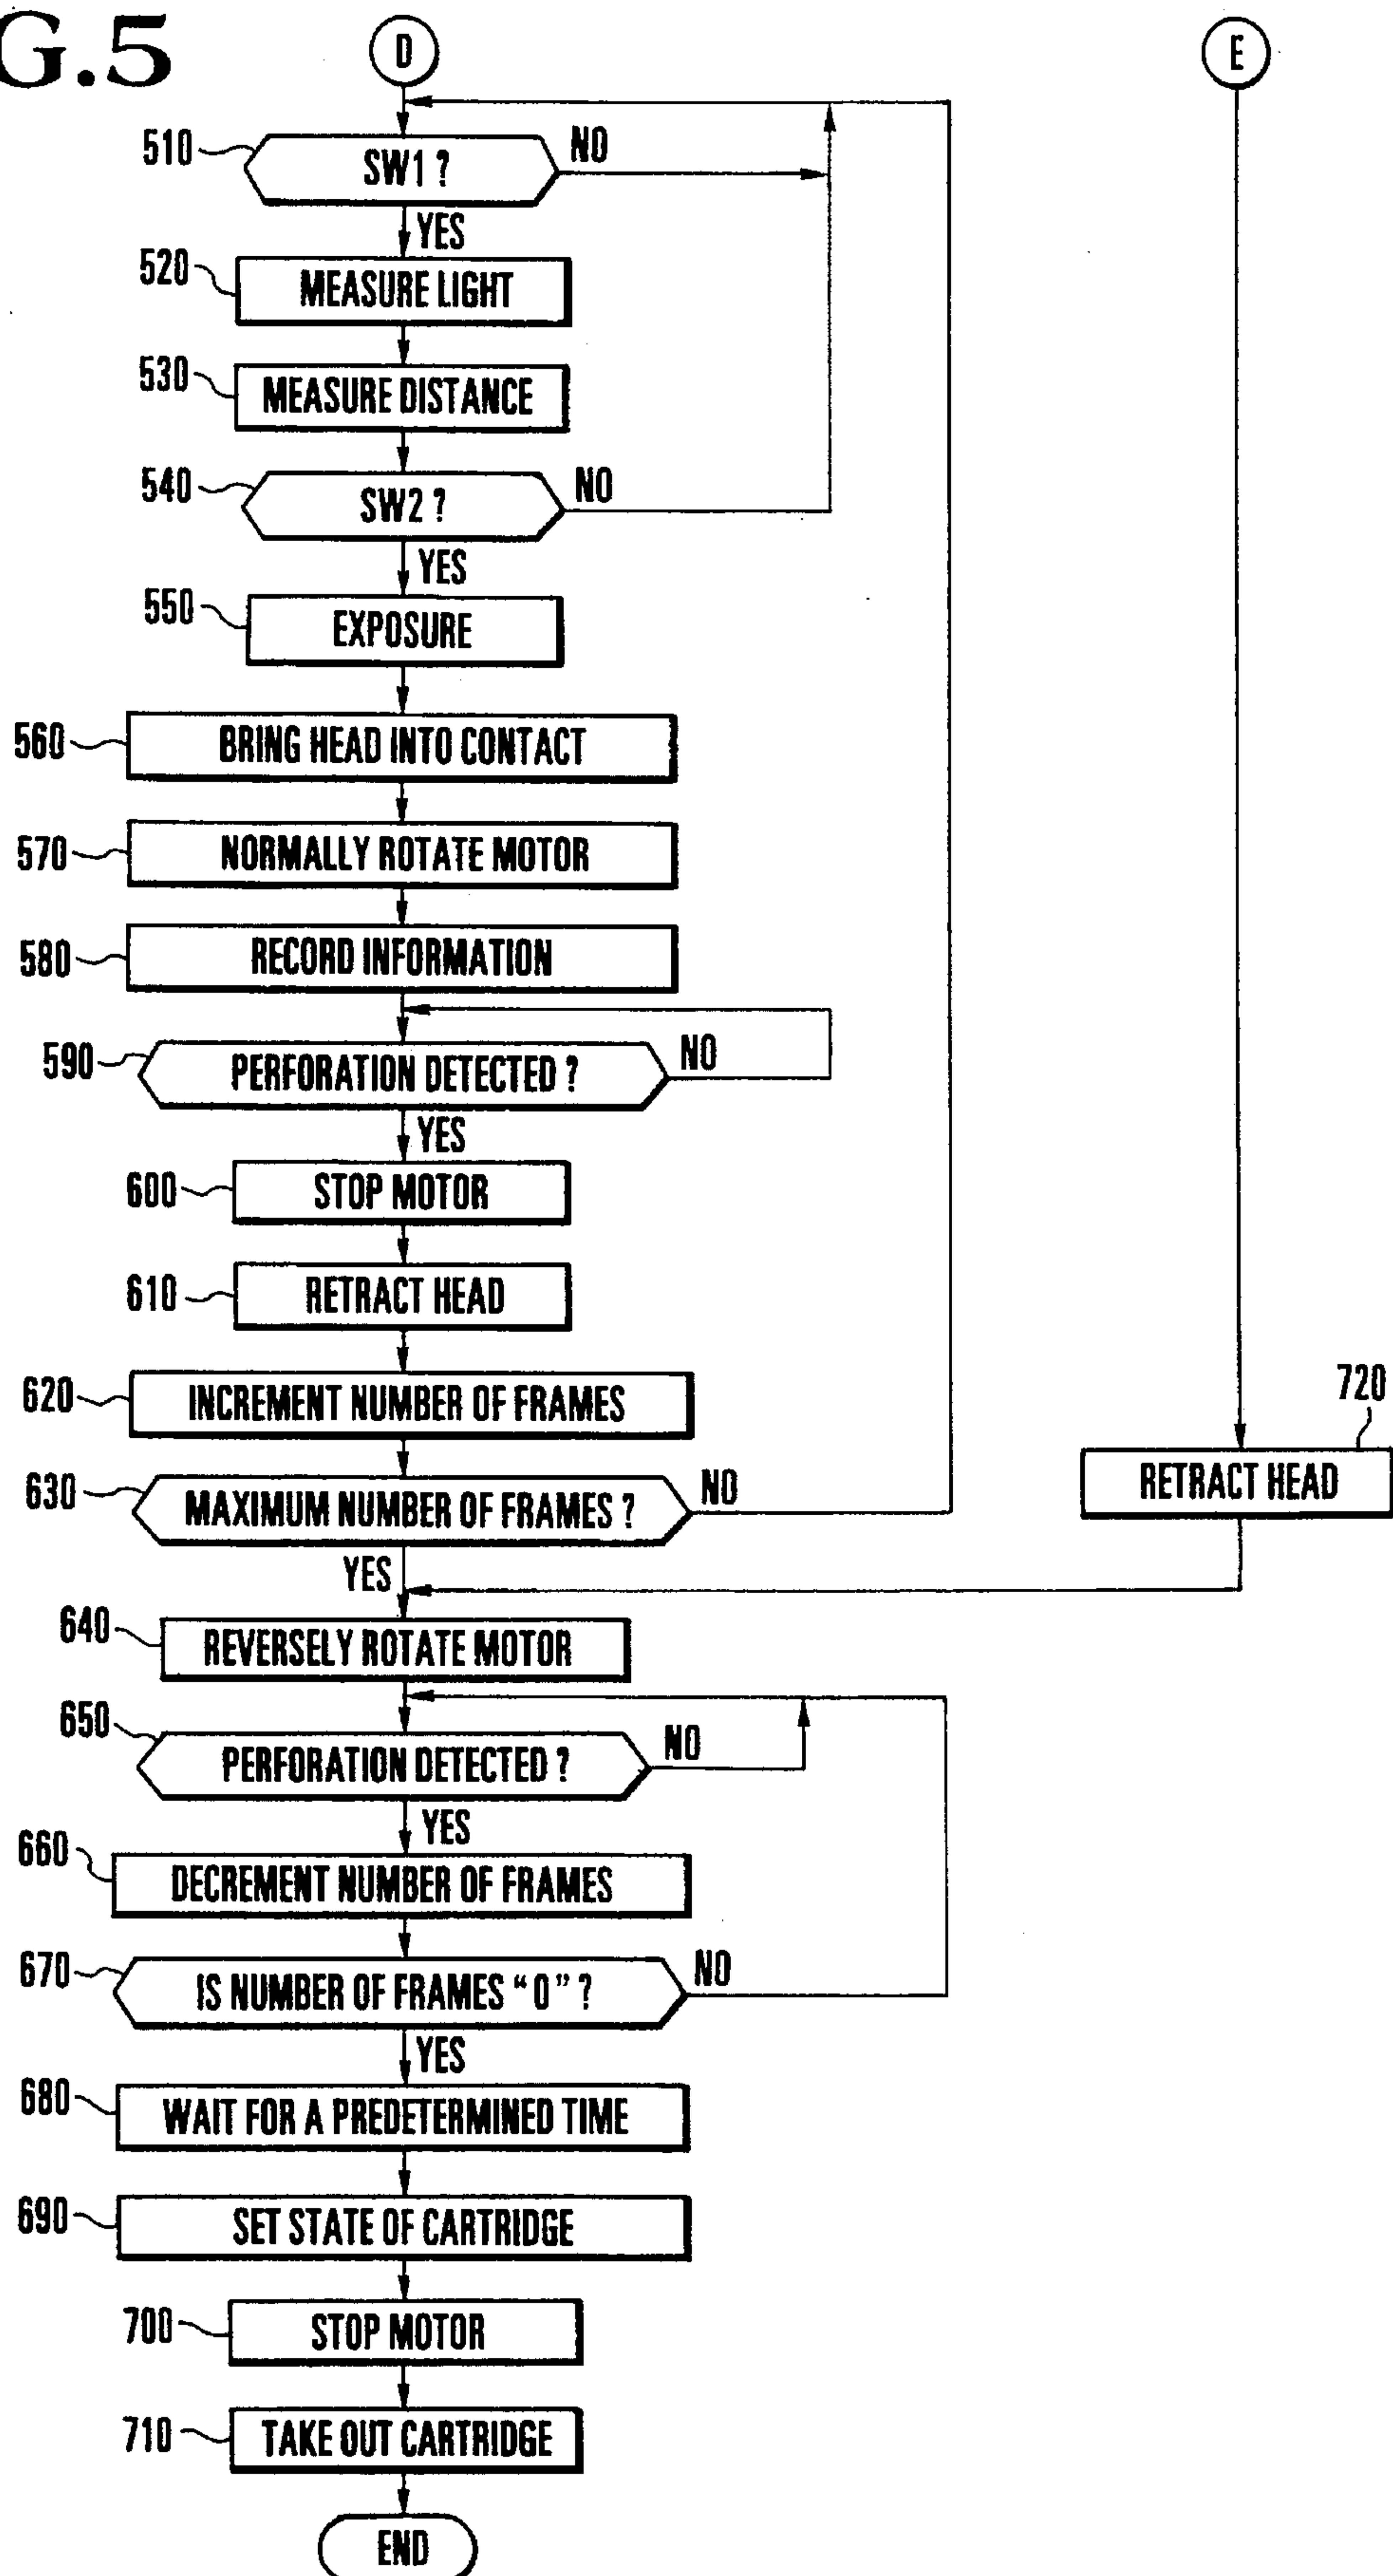 G.5
D
E
510
SW1 ?
NO
YES
520
MEASURE LIGHT
530
MEASURE DISTANCE
540
SW2 ?
NO
YES
550
EXPOSURE
560
BRING HEAD INTO CONTACT
570
NORMALLY ROTATE MOTOR
580
RECORD INFORMATION
590
PERFORATION DETECTED ?
NO
YES
600
STOP MOTOR
610
RETRACT HEAD
620
INCREMENT NUMBER OF FRAMES
630
MAXIMUM NUMBER OF FRAMES ?
NO
YES
720
RETRACT HEAD
640
REVERSELY ROTATE MOTOR
650
PERFORATION DETECTED ?
NO
YES
660
DECREMENT NUMBER OF FRAMES
670
IS NUMBER OF FRAMES “0” ?
NO
YES
680
WAIT FOR A PREDETERMINED TIME
690
SET STATE OF CARTRIDGE
700
STOP MOTOR
710
TAKE OUT CARTRIDGE
END